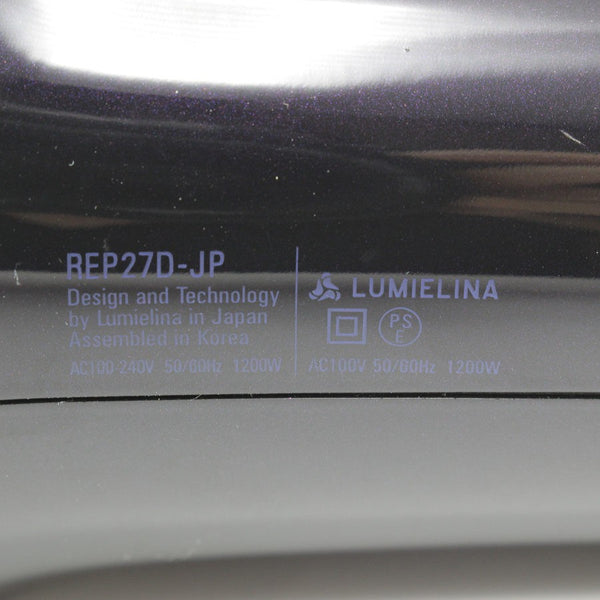 REP27D-JP
Design and Technology
by Lumielina in Japan
Assembled in Korea
AC100-240V 50/60Hz 1200W
LUMIELINA
PS
E
AC100V 50/60Hz 1200W